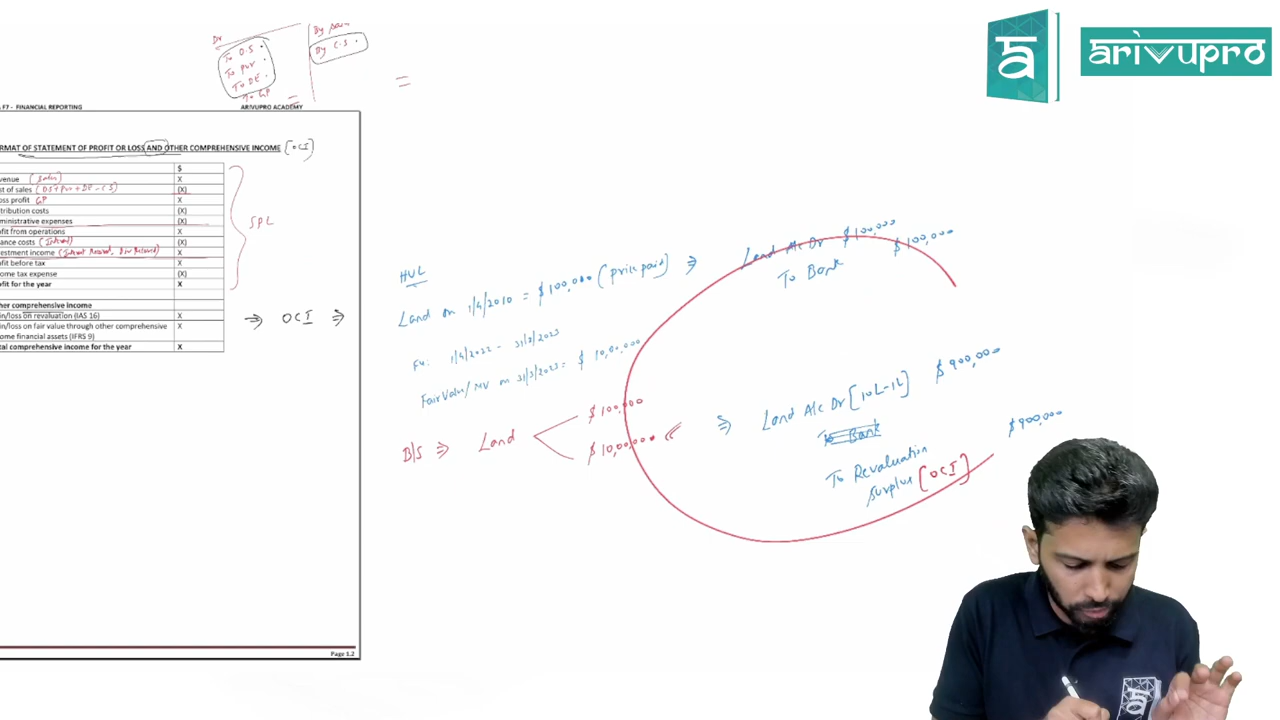 Dr
To O.S
To Pur
To DE
To GP
By C.S
=
arivupro
F7 - FINANCIAL REPORTING
ARIVUPRO ACADEMY
RMAT OF STATEMENT OF PROFIT OR LOSS AND OTHER COMPREHENSIVE INCOME [OCI]
$
venue (Sales) X
st of sales (OS + Pur + DE - CS) (X)
oss profit GP X
tribution costs (X)
ministrative expenses (X)
fit from operations X
ance costs (Interest) (X)
estment income (Interest Received, Div Received) X
fit before tax X
ome tax expense (X)
fit for the year X
SPL
her comprehensive income
in/loss on revaluation (IAS 16) X
in/loss on fair value through other comprehensive X
ome financial assets (IFRS 9)
tal comprehensive income for the year X
⇒ OCI ⇒
Page 1.2
HUL
Land on 1/4/2010 = $100,000 (price paid) ⇒
Land A/c Dr $100,000
To Bank $100,000
FY: 1/4/2022 - 31/3/2023
Fair Value/MV on 31/3/2023 = $ 10,00,000
B/S ⇒ Land
$100,000
$10,00,000
⇒ Land A/c Dr [10L-1L] $900,000
To Bank
To Revaluation $900,000
Surplus [OCI]